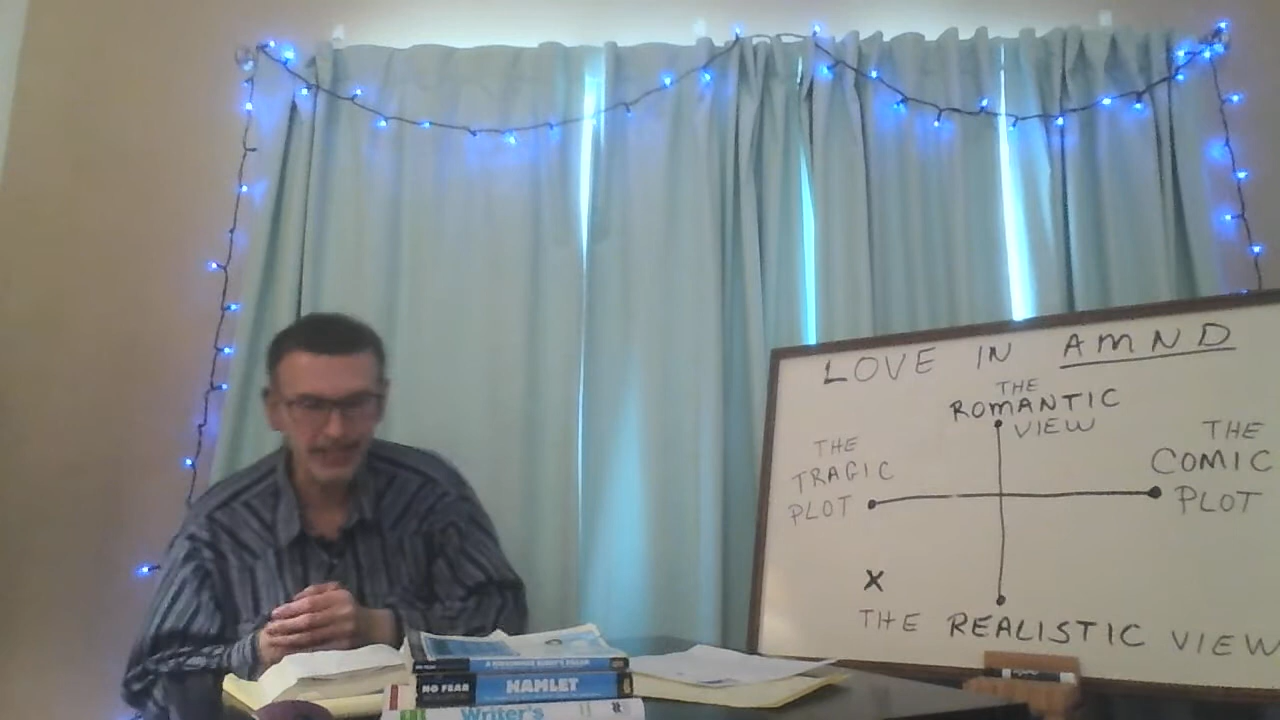 LOVE IN AMND
THE
ROMANTIC
VIEW
THE
TRAGIC
PLOT
THE
COMIC
PLOT
X
THE REALISTIC VIEW
NO FEAR
HAMLET
Writer's